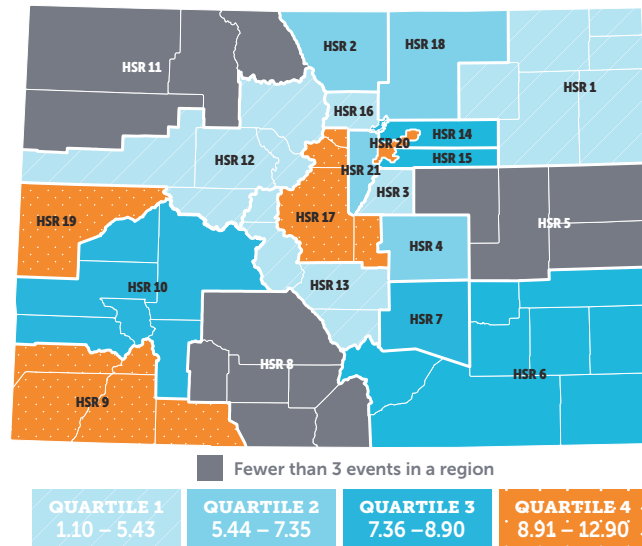 HSR 2
HSR 18
HSR 11
HSR 1
HSR 16
HSR 14
HSR 20
HSR 15
HSR 12
HSR 21
HSR 3
HSR 19
HSR 17
HSR 5
HSR 4
HSR 10
HSR 13
HSR 7
HSR 8
HSR 6
HSR 9
Fewer than 3 events in a region
QUARTILE 1
1.10 – 5.43
QUARTILE 2
5.44 – 7.35
QUARTILE 3
7.36 –8.90
QUARTILE 4
8.91 – 12.90